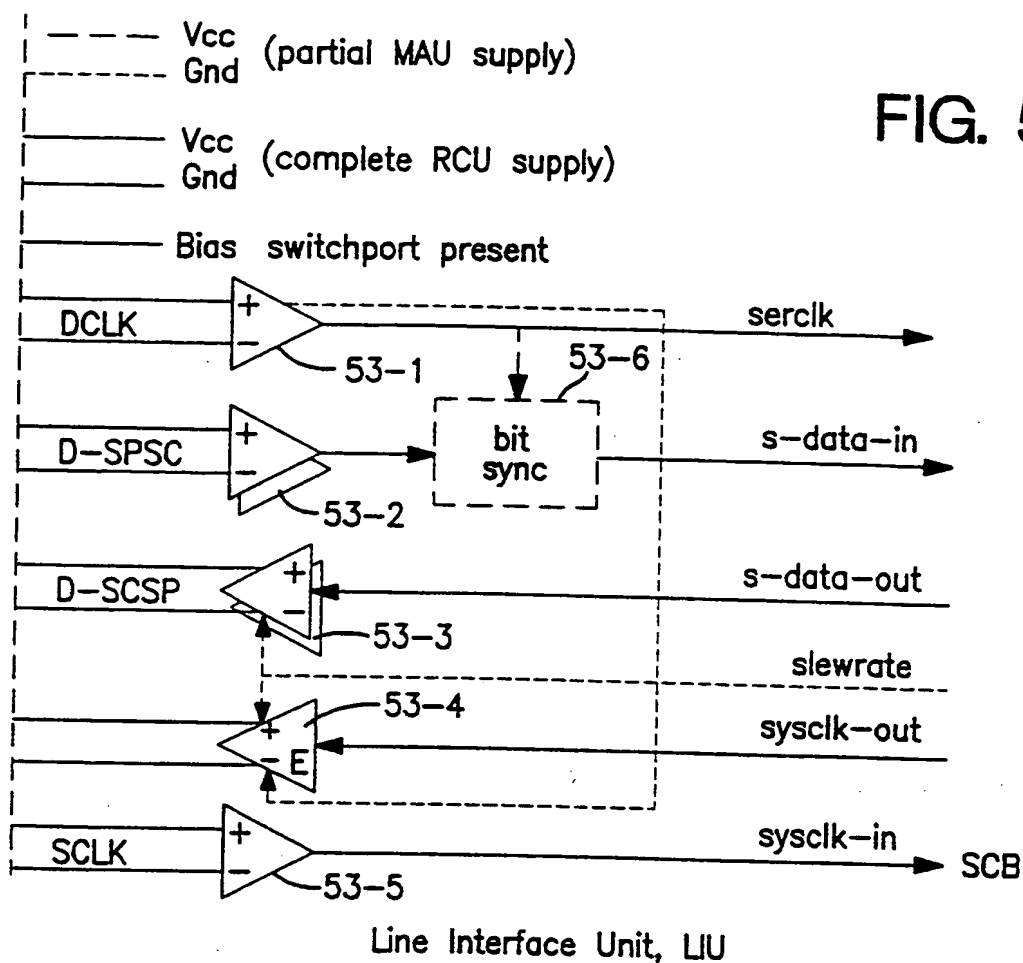 Vcc
Gnd
(partial MAU supply)
FIG. 5
Vcc
Gnd
(complete RCU supply)
Bias switchport present
DCLK
+
−
53-1
serclk
53-6
D-SPSC
+
−
53-2
bit
sync
s-data-in
D-SCSP
+
−
53-3
s-data-out
slewrate
53-4
+
−
E
sysclk-out
SCLK
+
−
53-5
sysclk-in
SCB
Line Interface Unit, LIU